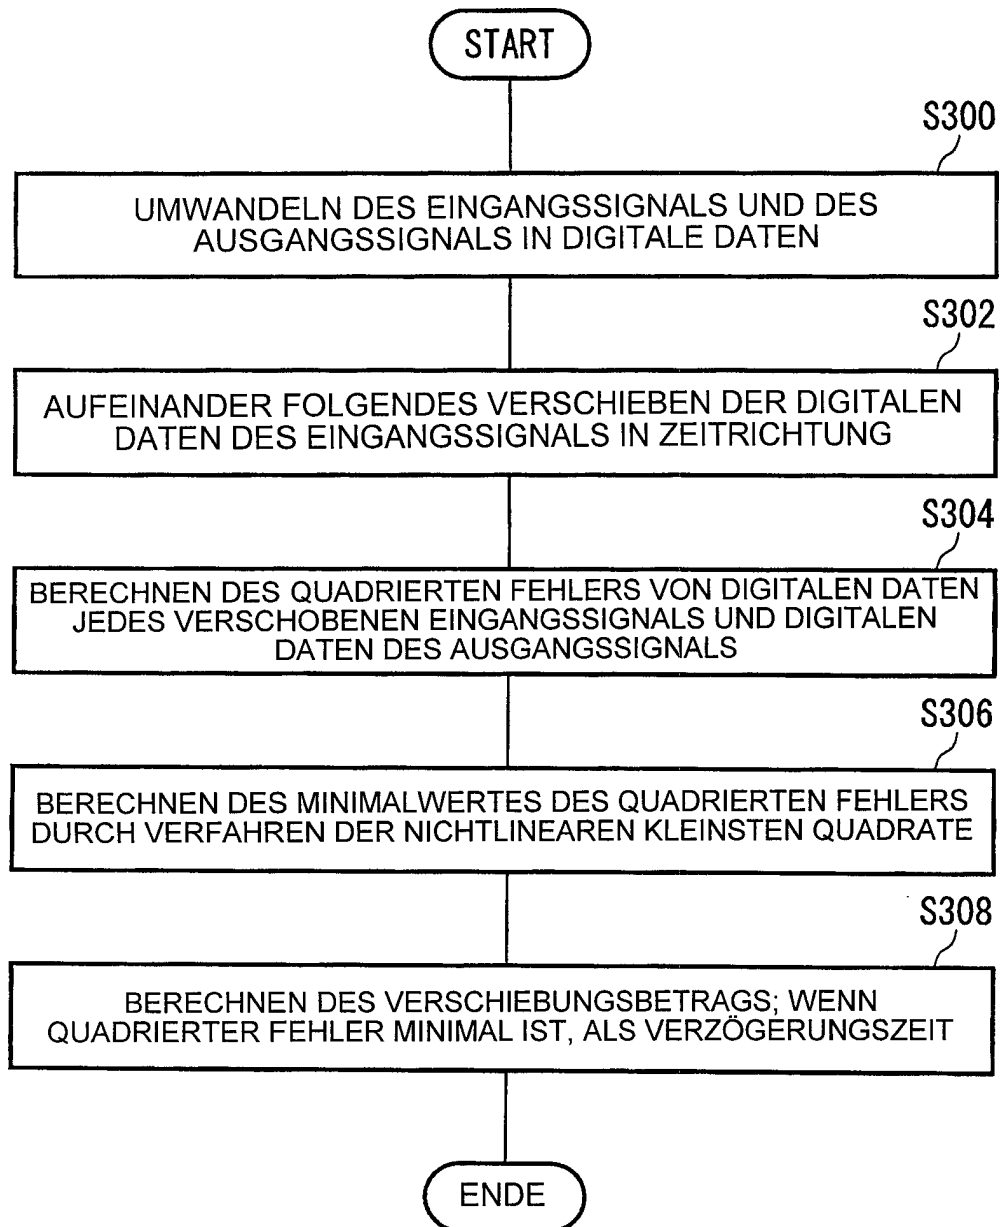 START
S300
UMWANDELN DES EINGANGSSIGNALS UND DES
AUSGANGSSIGNALS IN DIGITALE DATEN
S302
AUFEINANDER FOLGENDES VERSCHIEBEN DER DIGITALEN
DATEN DES EINGANGSSIGNALS IN ZEITRICHTUNG
S304
BERECHNEN DES QUADRIERTEN FEHLERS VON DIGITALEN DATEN
JEDES VERSCHOBENEN EINGANGSSIGNALS UND DIGITALEN
DATEN DES AUSGANGSSIGNALS
S306
BERECHNEN DES MINIMALWERTES DES QUADRIERTEN FEHLERS
DURCH VERFAHREN DER NICHTLINEAREN KLEINSTEN QUADRATE
S308
BERECHNEN DES VERSCHIEBUNGSBETRAGS; WENN
QUADRIERTER FEHLER MINIMAL IST, ALS VERZÖGERUNGSZEIT
ENDE